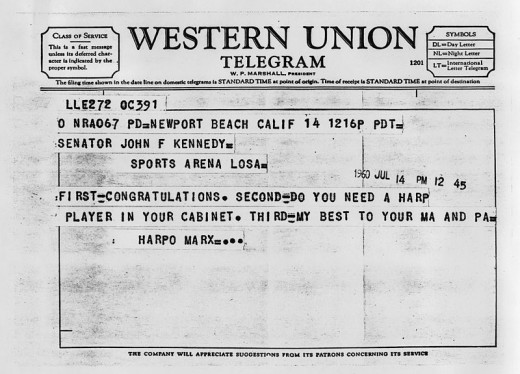 CLASS OF SERVICE
This is a fast message
unless its deferred char-
acter is indicated by the
proper symbol.
WESTERN UNION
TELEGRAM
W. P. MARSHALL, PRESIDENT
1201
SYMBOLS
DL=Day Letter
NL=Night Letter
LT=International Letter Telegram
The filing time shown in the date line on domestic telegrams is STANDARD TIME at point of origin. Time of receipt is STANDARD TIME at point of destination
LLE272 OC391
O NRA067 PD=NEWPORT BEACH CALIF 14 1216P PDT=
SENATOR JOHN F KENNEDY=
SPORTS ARENA LOSA=
1960 JUL 14 PM 12 45
:FIRST=CONGRATULATIONS. SECOND=DO YOU NEED A HARP
PLAYER IN YOUR CABINET. THIRD=MY BEST TO YOUR MA AND PA=
: HARPO MARX=...
THE COMPANY WILL APPRECIATE SUGGESTIONS FROM ITS PATRONS CONCERNING ITS SERVICE